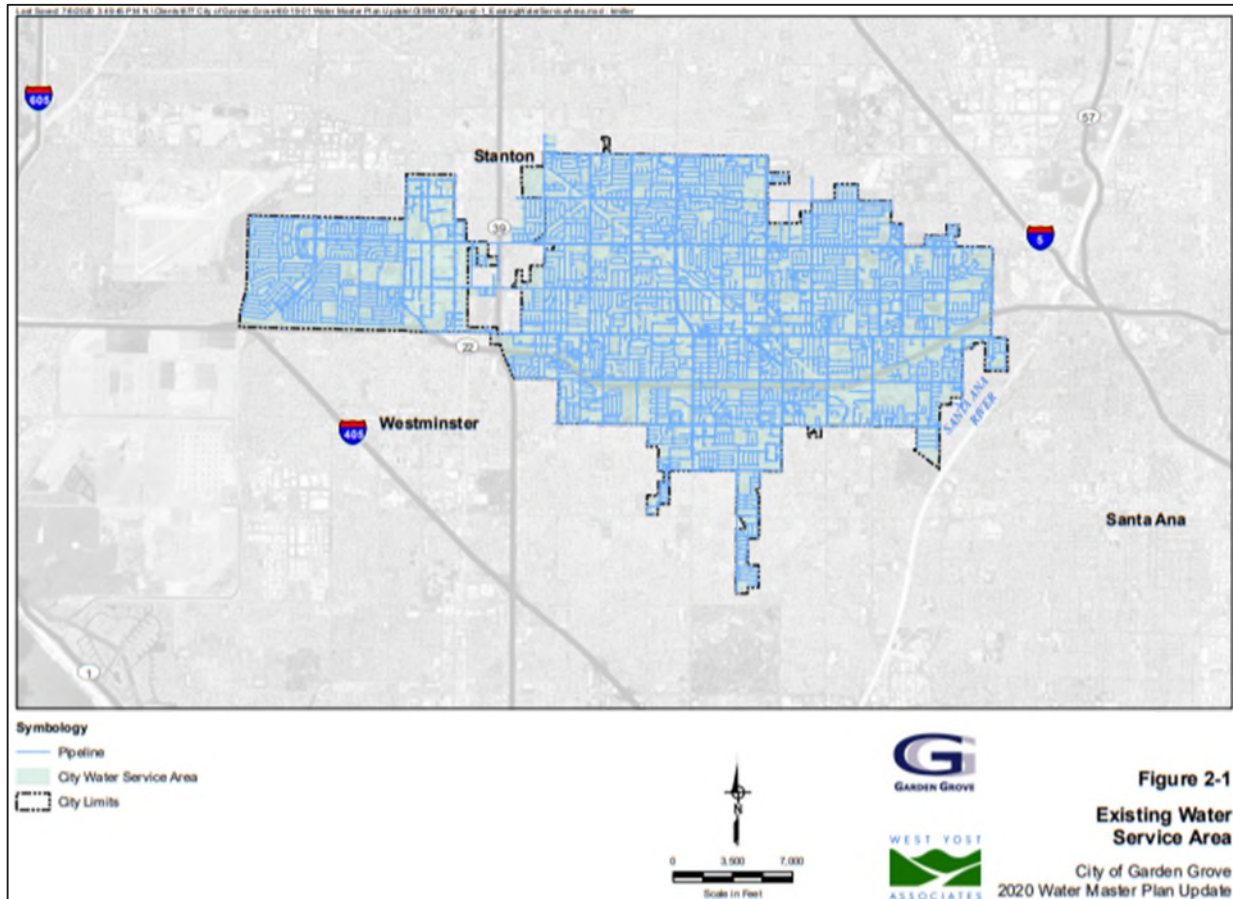 605
Stanton
57
39
5
22
SANTA ANA
RIVER
405
Westminster
Santa Ana
1
Symbology
Pipeline
City Water Service Area
City Limits
N
0 3,500 7,000
Scale in Feet
GG
GARDEN GROVE
WEST YOST
ASSOCIATES
Figure 2-1
Existing Water
Service Area
City of Garden Grove
2020 Water Master Plan Update